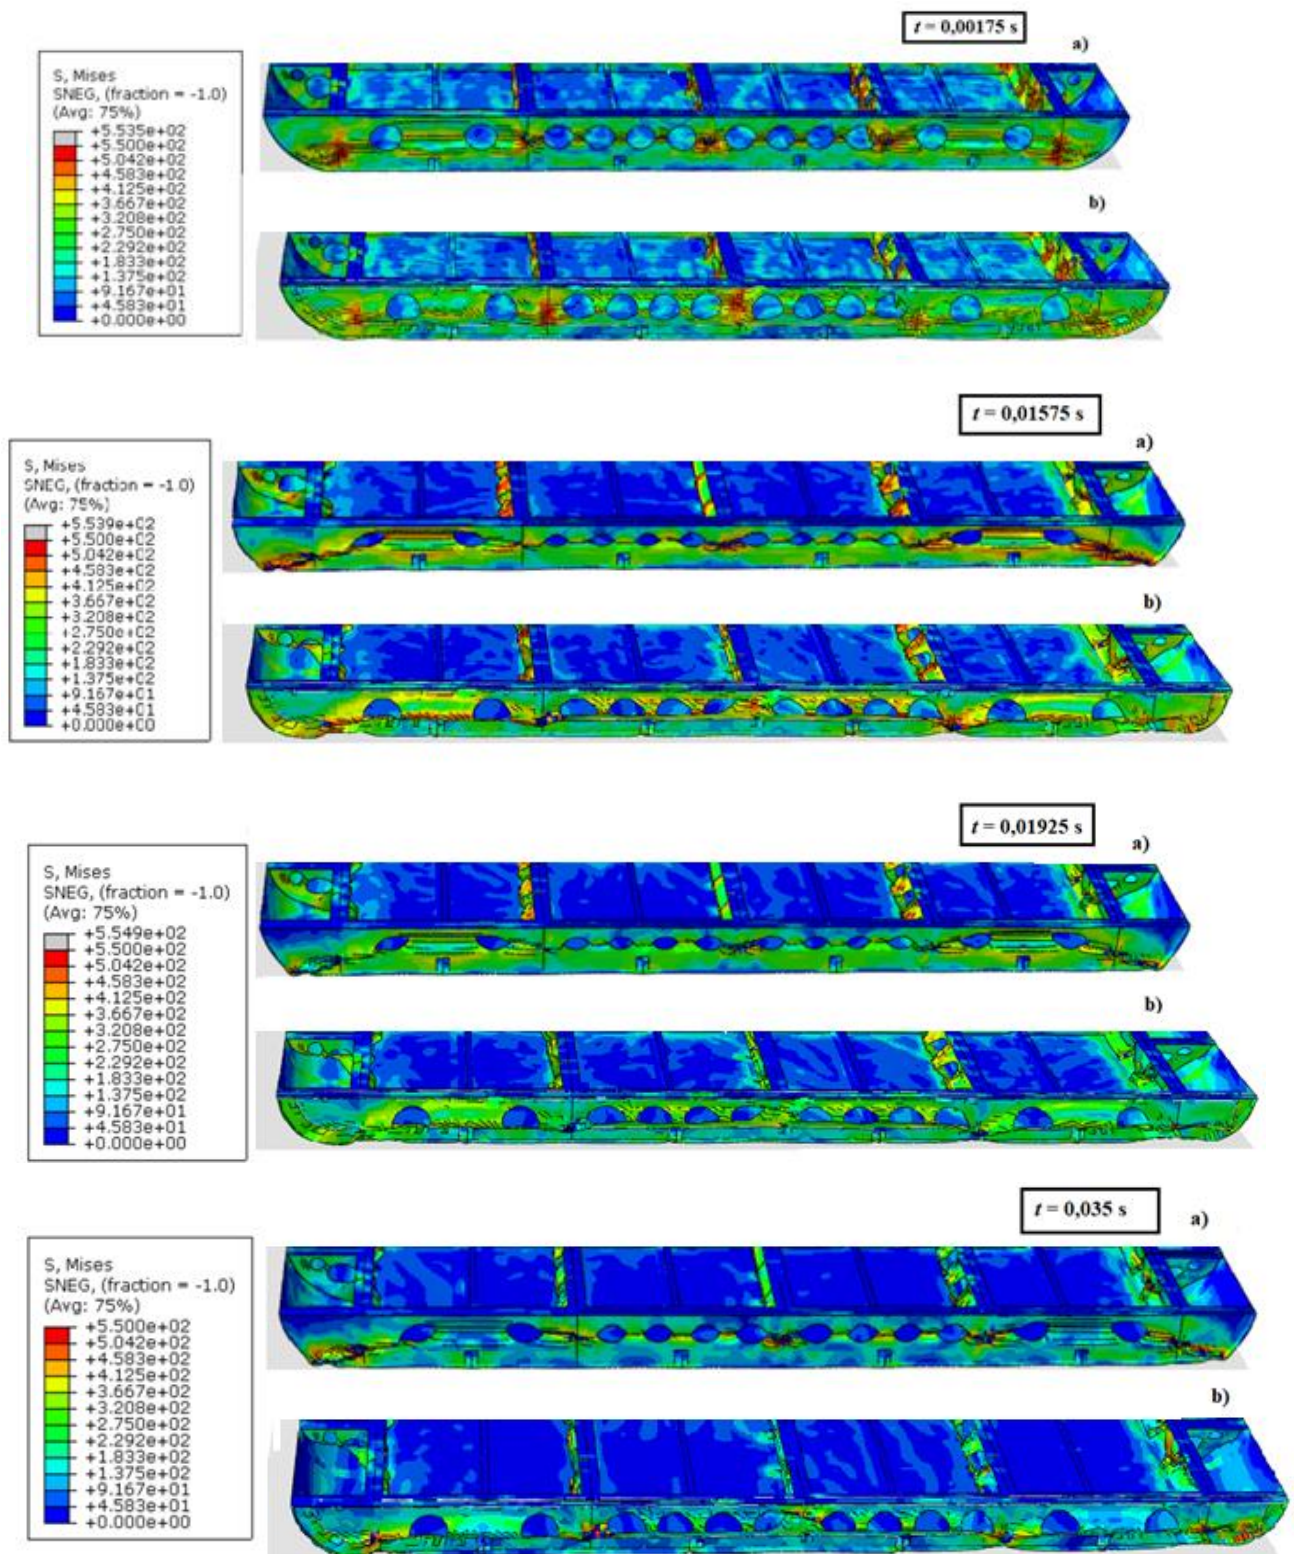 t = 0,00175 s
a)
S, Mises
SNEG, (fraction = -1.0)
(Avg: 75%)
+5.535e+02
+5.500e+02
+5.042e+02
+4.583e+02
+4.125e+02
+3.667e+02
+3.208e+02
+2.750e+02
+2.292e+02
+1.833e+02
+1.375e+02
+9.167e+01
+4.583e+01
+0.000e+00
b)
t = 0,01575 s
a)
S, Mises
SNEG, (fraction = -1.0)
(Avg: 75%)
+5.539e+02
+5.500e+02
+5.042e+02
+4.583e+02
+4.125e+02
+3.667e+02
+3.208e+02
+2.750e+02
+2.292e+02
+1.833e+02
+1.375e+02
+9.167e+01
+4.583e+01
+0.000e+00
b)
t = 0,01925 s
a)
S, Mises
SNEG, (fraction = -1.0)
(Avg: 75%)
+5.549e+02
+5.500e+02
+5.042e+02
+4.583e+02
+4.125e+02
+3.667e+02
+3.208e+02
+2.750e+02
+2.292e+02
+1.833e+02
+1.375e+02
+9.167e+01
+4.583e+01
+0.000e+00
b)
t = 0,035 s
a)
S, Mises
SNEG, (fraction = -1.0)
(Avg: 75%)
+5.500e+02
+5.042e+02
+4.583e+02
+4.125e+02
+3.667e+02
+3.208e+02
+2.750e+02
+2.292e+02
+1.833e+02
+1.375e+02
+9.167e+01
+4.583e+01
+0.000e+00
b)